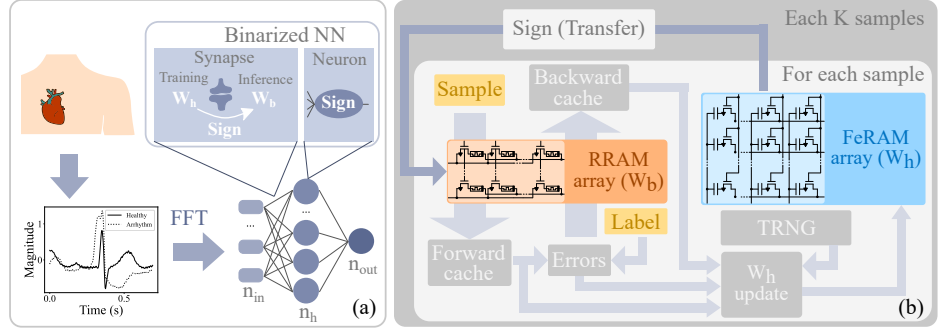 Binarized NN
Synapse
Neuron
Training
Inference
W_h
W_b
Sign
Sign
1
0
Magnitude
Healthy
Arrhythm
0.0
0.5
Time (s)
FFT
...
...
...
n_in
n_h
n_out
(a)
Each K samples
Sign (Transfer)
For each sample
Sample
Backward
cache
RRAM
array (W_b)
FeRAM
array (W_h)
Label
TRNG
Forward
cache
Errors
W_h
update
(b)